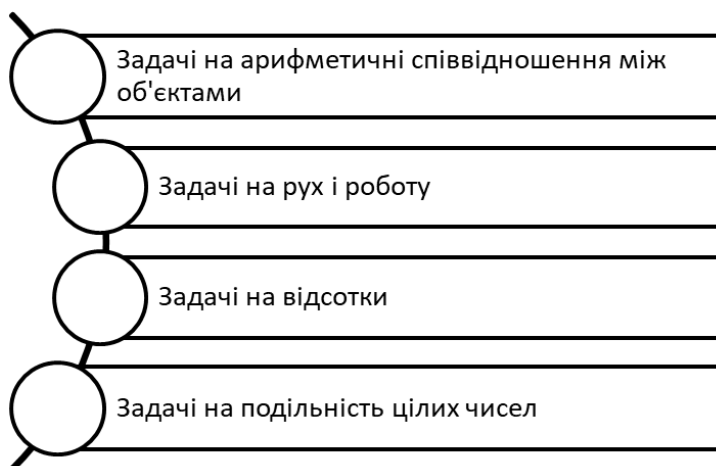 Задачі на арифметичні співвідношення між
об'єктами
Задачі на рух і роботу
Задачі на відсотки
Задачі на подільність цілих чисел